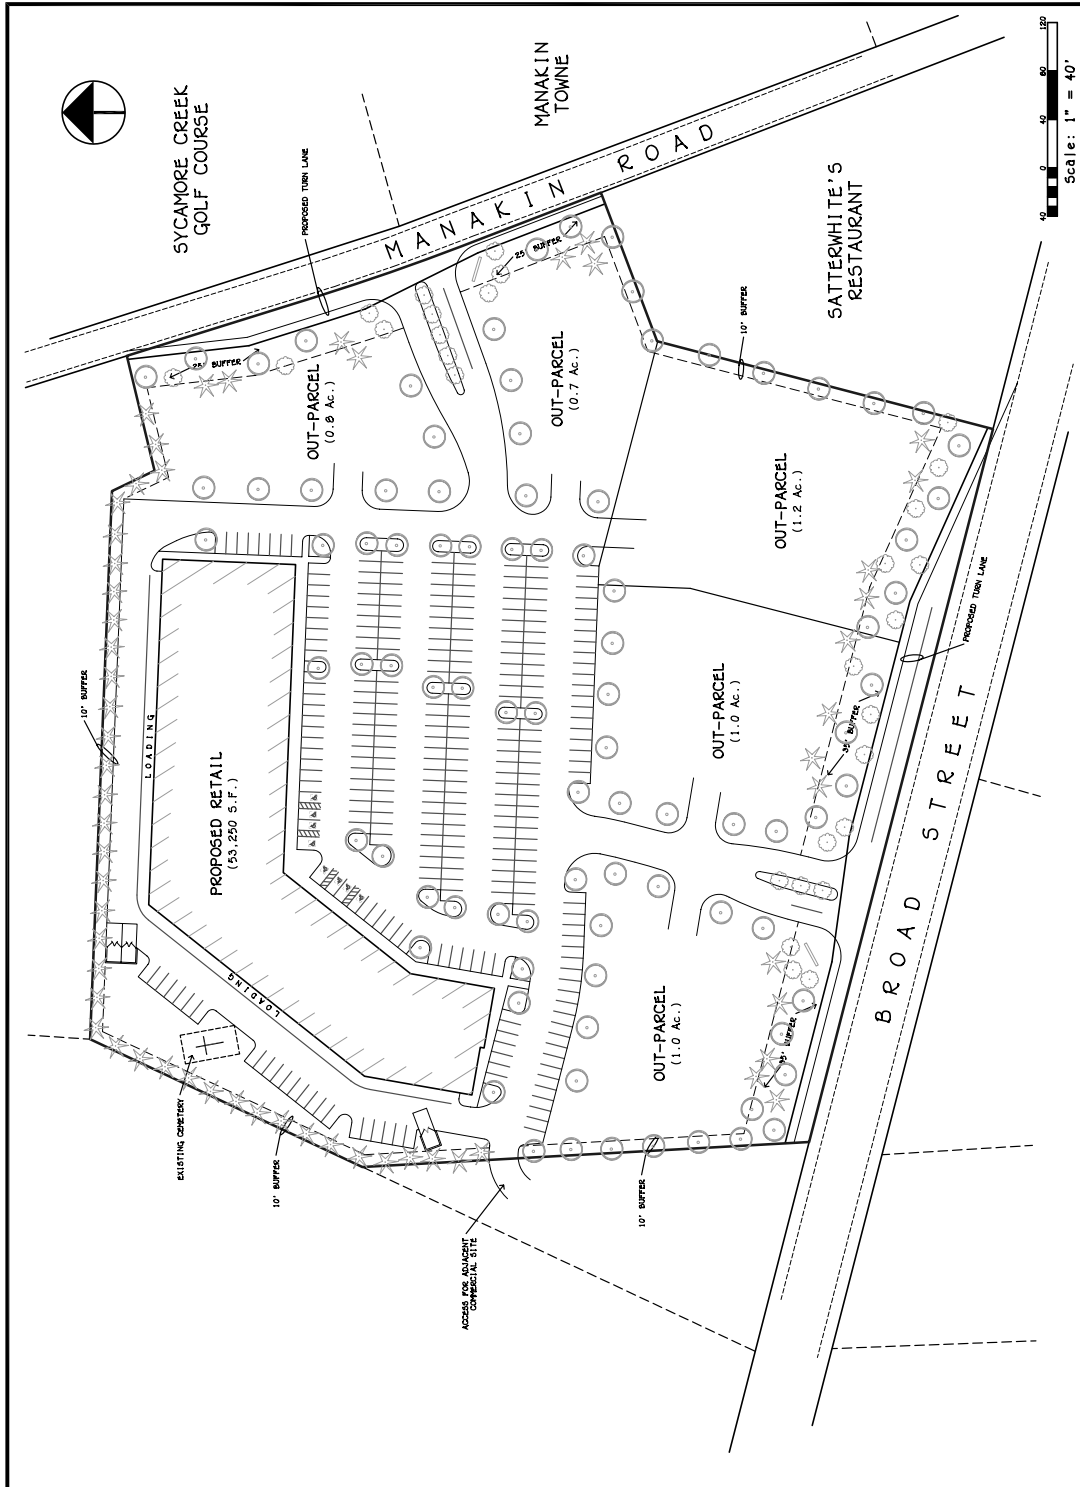 SYCAMORE CREEK
GOLF COURSE
MANAKIN
TOWNE
MANAKIN ROAD
PROPOSED TURN LANE
25' BUFFER
25' BUFFER
SATTERWHITE'S
RESTAURANT
10' BUFFER
OUT-PARCEL
(0.8 Ac.)
OUT-PARCEL
(0.7 Ac.)
OUT-PARCEL
(1.2 Ac.)
PROPOSED TURN LANE
10' BUFFER
LOADING
PROPOSED RETAIL
(53,250 S.F.)
OUT-PARCEL
(1.0 Ac.)
35' BUFFER
BROAD STREET
LOADING
OUT-PARCEL
(1.0 Ac.)
35' BUFFER
EXISTING CEMETERY
10' BUFFER
10' BUFFER
ACCESS FOR ADJACENT
COMMERCIAL SITE
40 0 40 80 120
Scale: 1" = 40'